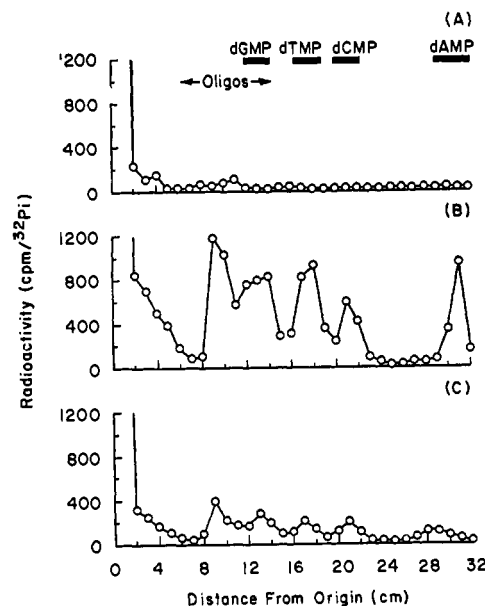 (A)
dGMP dTMP dCMP dAMP
←Oligos→
1200
800
400
0
(B)
1200
800
400
0
(C)
1200
800
400
0
0 4 8 12 16 20 24 28 32
Distance From Origin (cm)
Radioactivity (cpm/³²Pi)